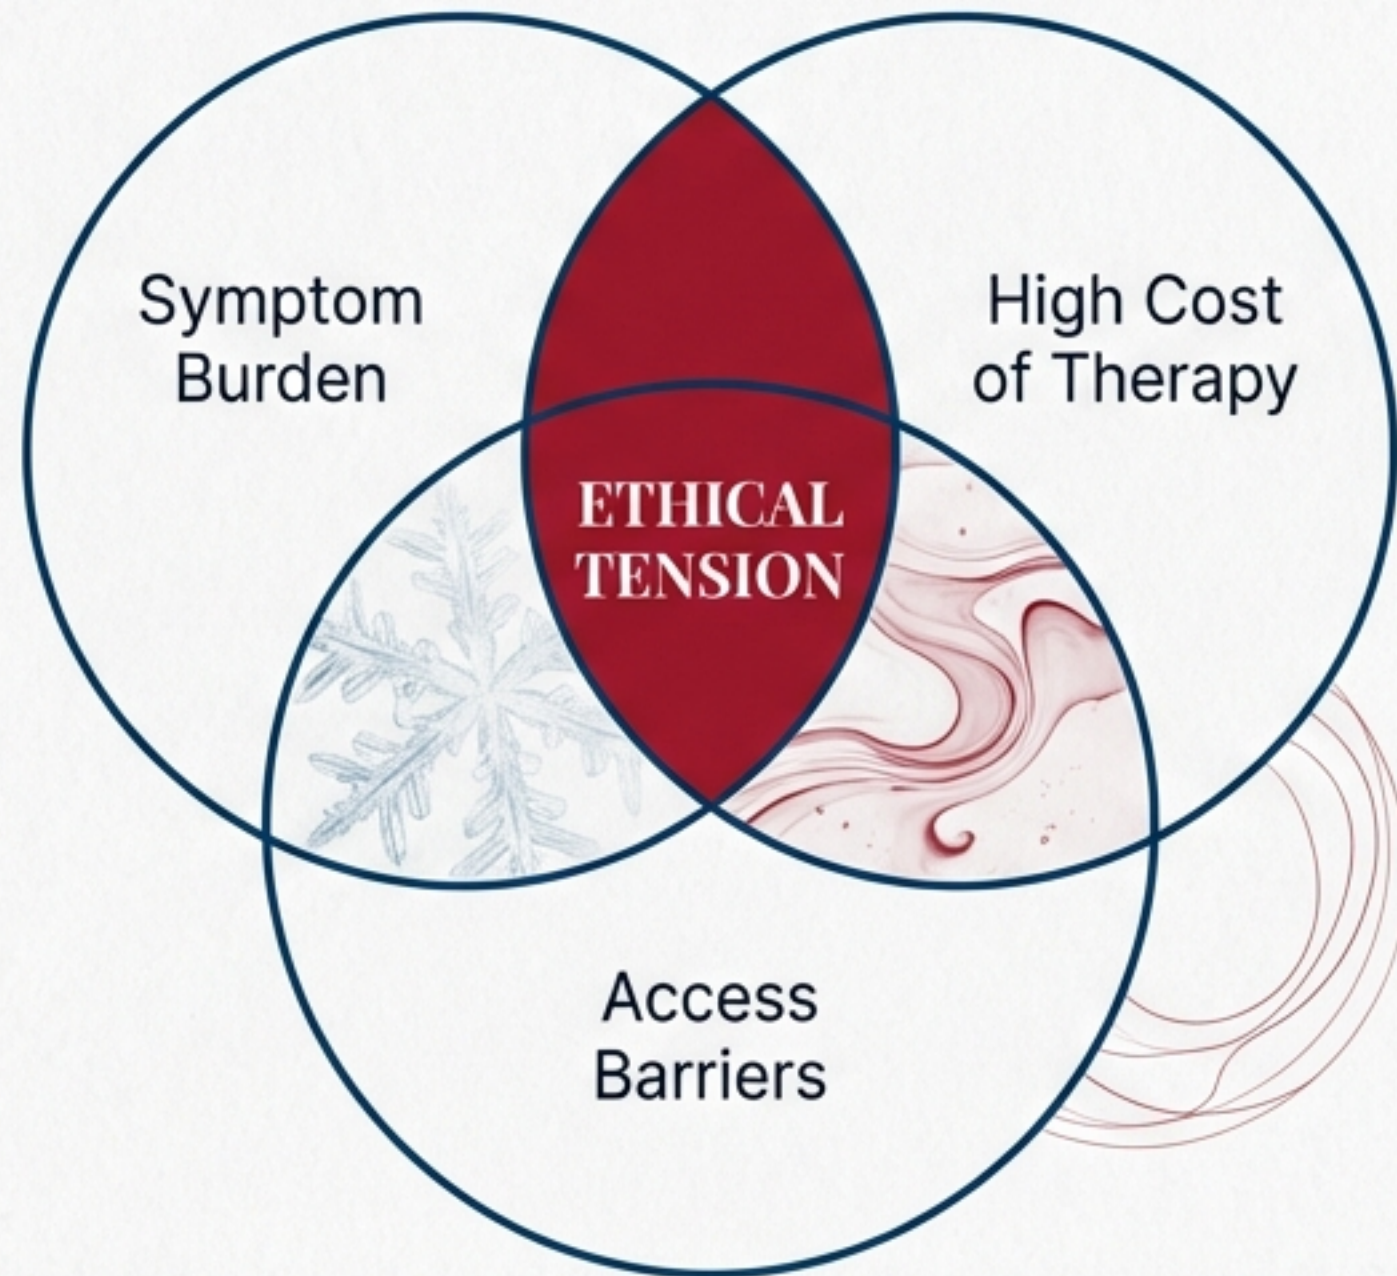 Symptom
Burden
High Cost
of Therapy
ETHICAL
TENSION
Access
Barriers